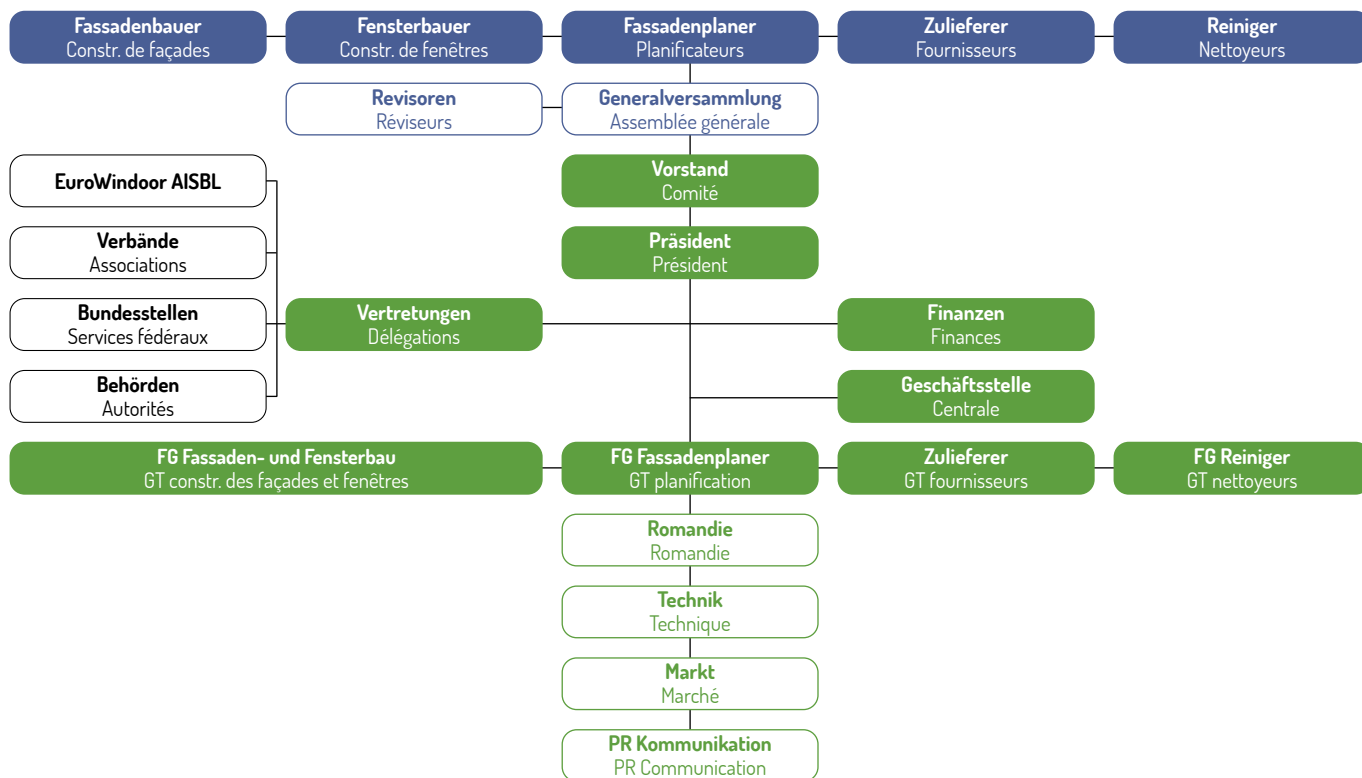 Fassadenbauer
Constr. de façades
Fensterbauer
Constr. de fenêtres
Fassadenplaner
Planificateurs
Zulieferer
Fournisseurs
Reiniger
Nettoyeurs
Revisoren
Réviseurs
Generalversammlung
Assemblée générale
EuroWindoor AISBL
Vorstand
Comité
Verbände
Associations
Präsident
Président
Bundesstellen
Services fédéraux
Vertretungen
Délégations
Finanzen
Finances
Behörden
Autorités
Geschäftsstelle
Centrale
FG Fassaden- und Fensterbau
GT constr. des façades et fenêtres
FG Fassadenplaner
GT planification
Zulieferer
GT fournisseurs
FG Reiniger
GT nettoyeurs
Romandie
Romandie
Technik
Technique
Markt
Marché
PR Kommunikation
PR Communication